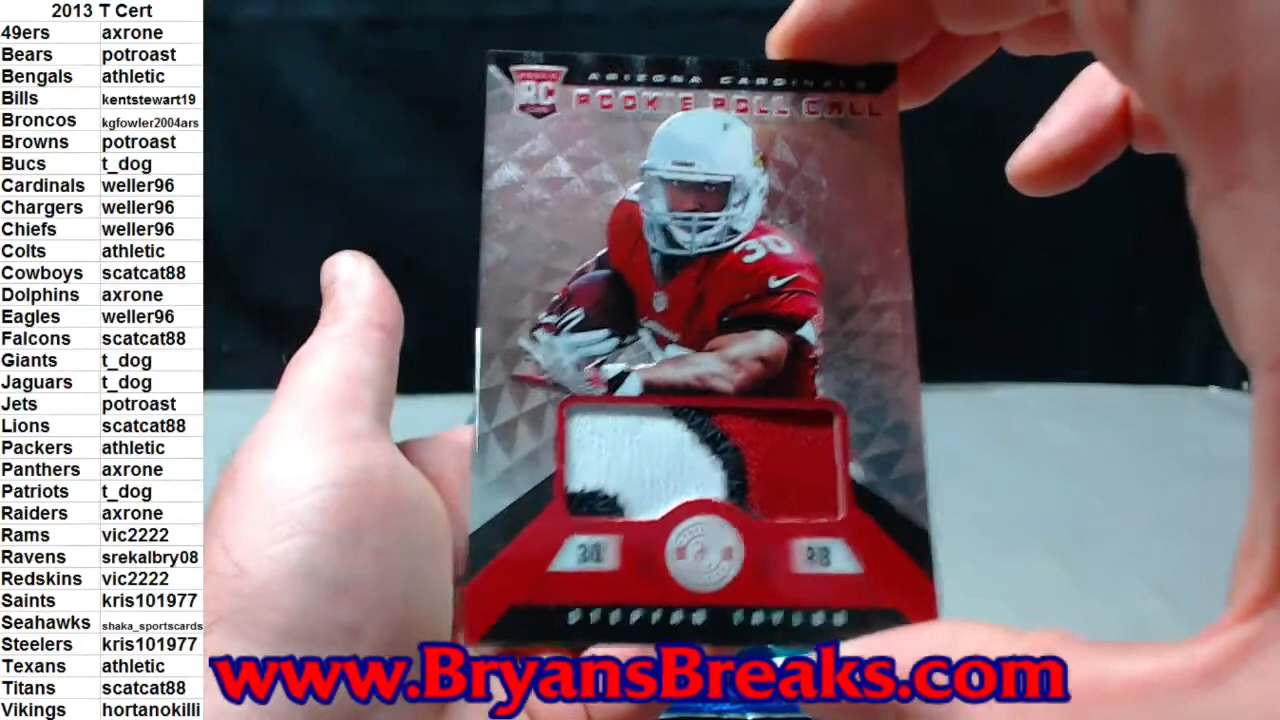 2013 T Cert
49ers axrone
Bears potroast
Bengals athletic
Bills kentstewart19
Broncos kgfowler2004ars
Browns potroast
Bucs t_dog
Cardinals weller96
Chargers weller96
Chiefs weller96
Colts athletic
Cowboys scatcat88
Dolphins axrone
Eagles weller96
Falcons scatcat88
Giants t_dog
Jaguars t_dog
Jets potroast
Lions scatcat88
Packers athletic
Panthers axrone
Patriots t_dog
Raiders axrone
Rams vic2222
Ravens srekalbry08
Redskins vic2222
Saints kris101977
Seahawks shaka_sportscards
Steelers kris101977
Texans athletic
Titans scatcat88
Vikings hortanokilli
ARIZONA CARDINALS
RC
ROOKIE ROLL CALL
30
30 RB
STEPFAN TAYLOR
www.BryansBreaks.com